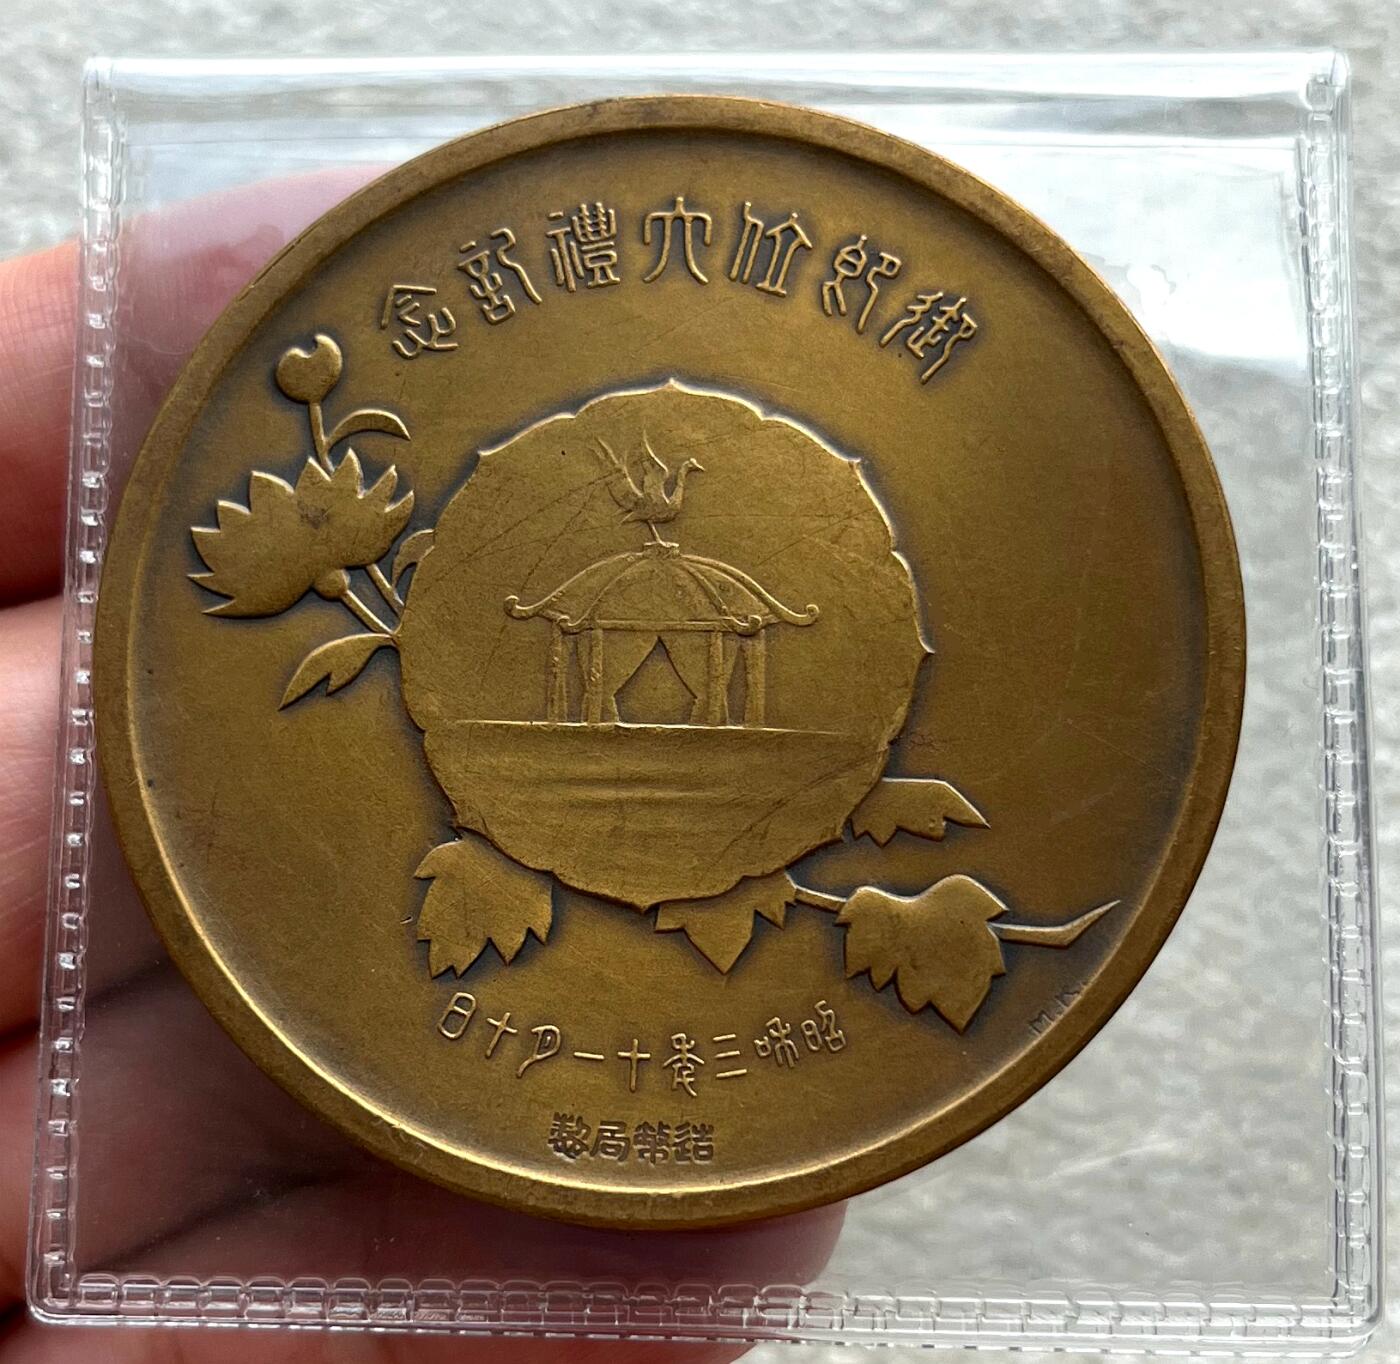 御即位大禮記念
昭和三年十一月十日
造幣局製
M.K.